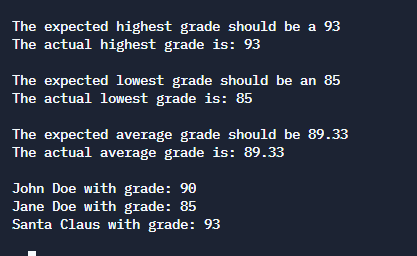 The expected highest grade should be a 93
The actual highest grade is: 93
The expected lowest grade should be an 85
The actual lowest grade is: 85
The expected average grade should be 89.33
The actual average grade is: 89.33
John Doe with grade: 90
Jane Doe with grade: 85
Santa Claus with grade: 93